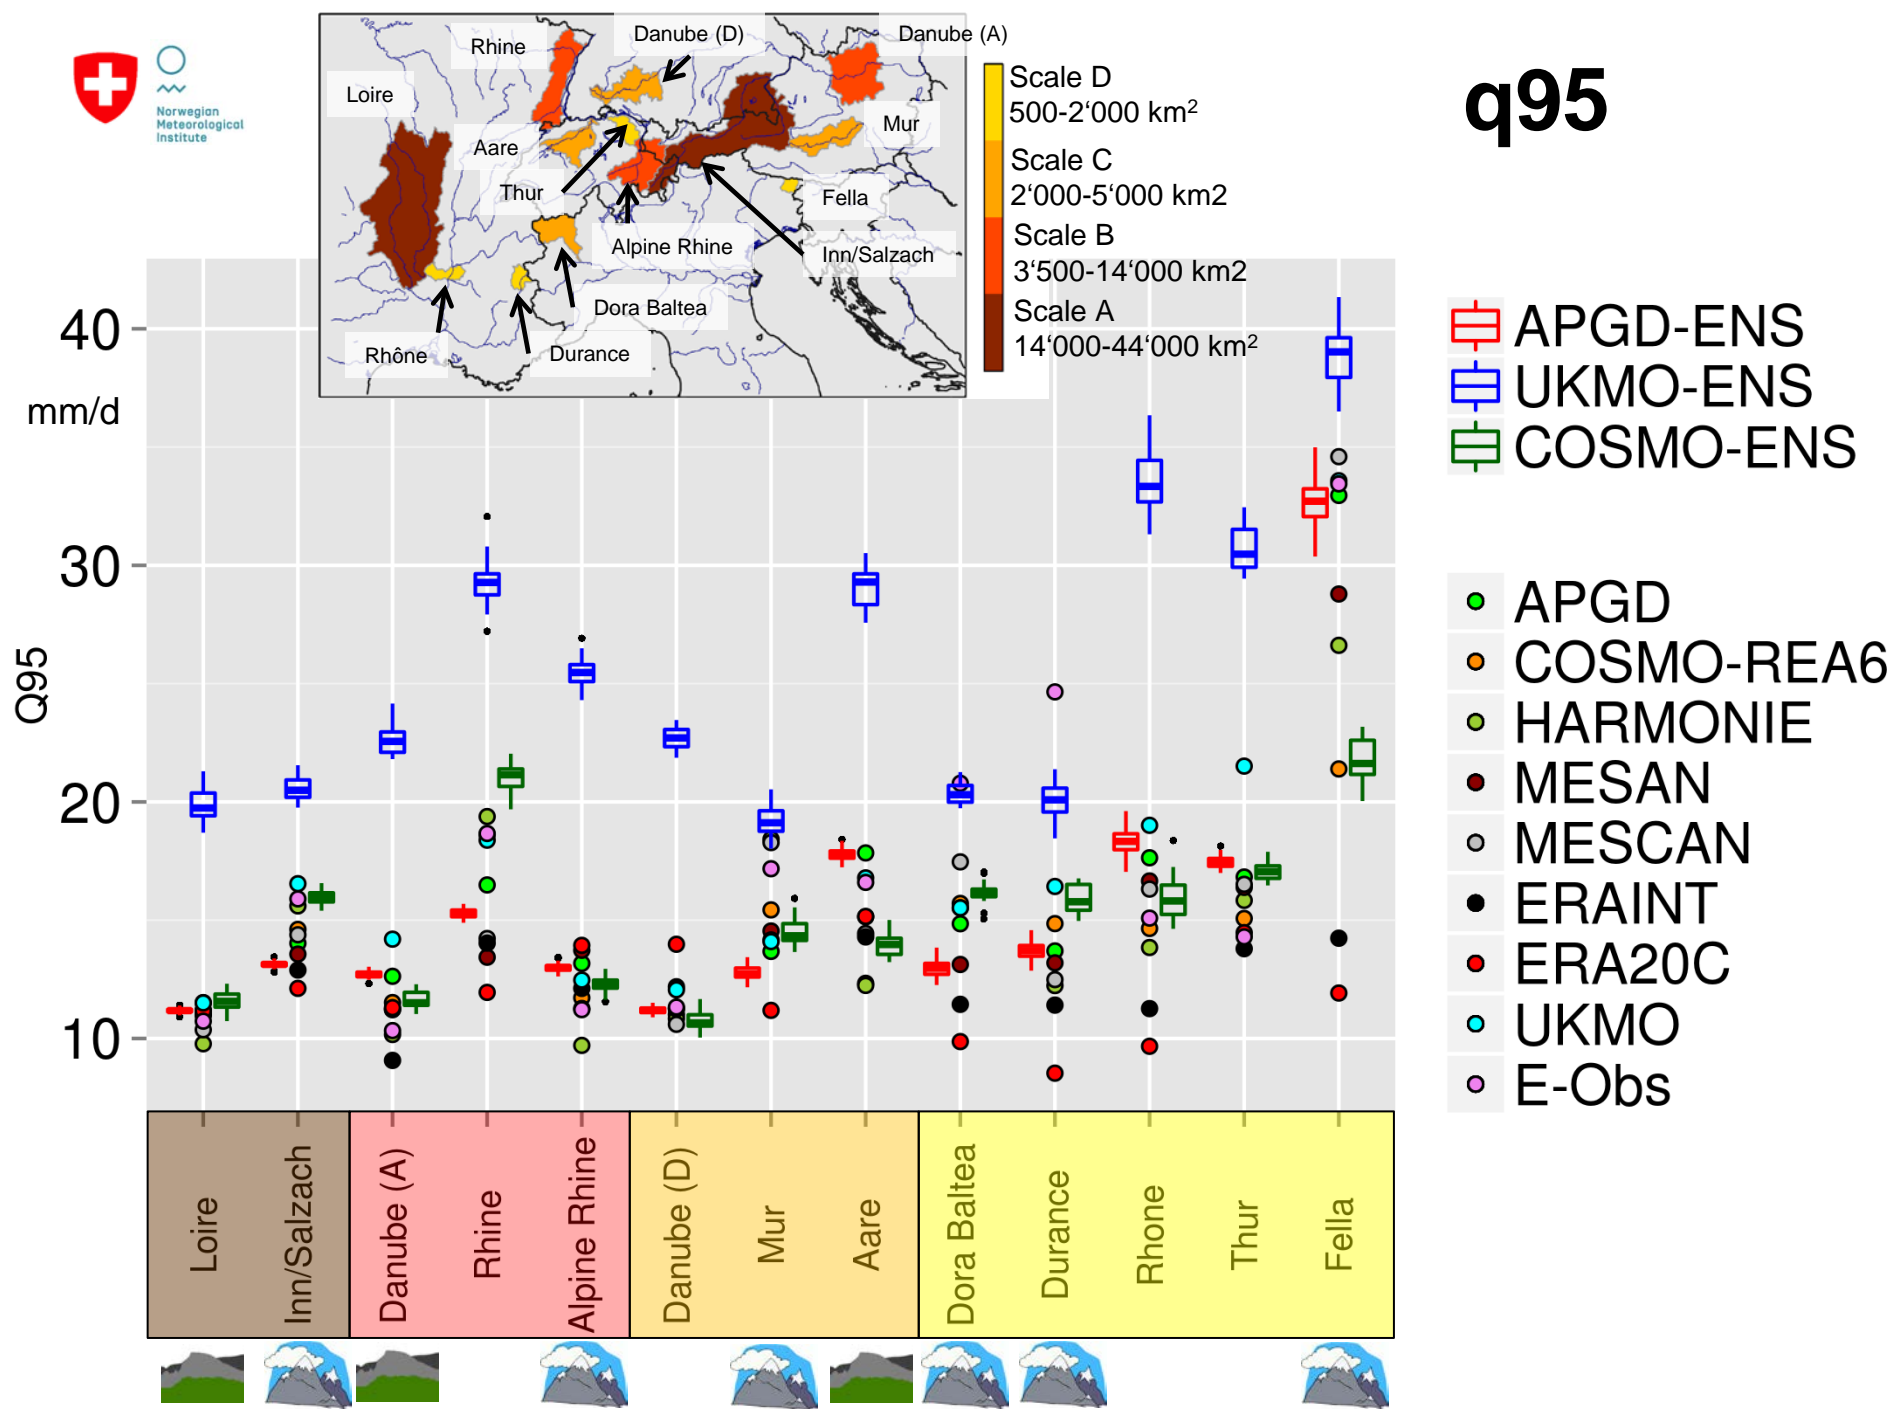 Norwegian
Meteorological
Institute
Rhine
Danube (D)
Danube (A)
Loire
Aare
Mur
Thur
Fella
Alpine Rhine
Inn/Salzach
Dora Baltea
Rhône
Durance
Scale D
500-2‘000 km2
Scale C
2‘000-5‘000 km2
Scale B
3‘500-14‘000 km2
Scale A
14‘000-44‘000 km2
q95
40
mm/d
30
20
10
Q95
APGD-ENS
UKMO-ENS
COSMO-ENS
APGD
COSMO-REA6
HARMONIE
MESAN
MESCAN
ERAINT
ERA20C
UKMO
E-Obs
Loire
Inn/Salzach
Danube (A)
Rhine
Alpine Rhine
Danube (D)
Mur
Aare
Dora Baltea
Durance
Rhone
Thur
Fella